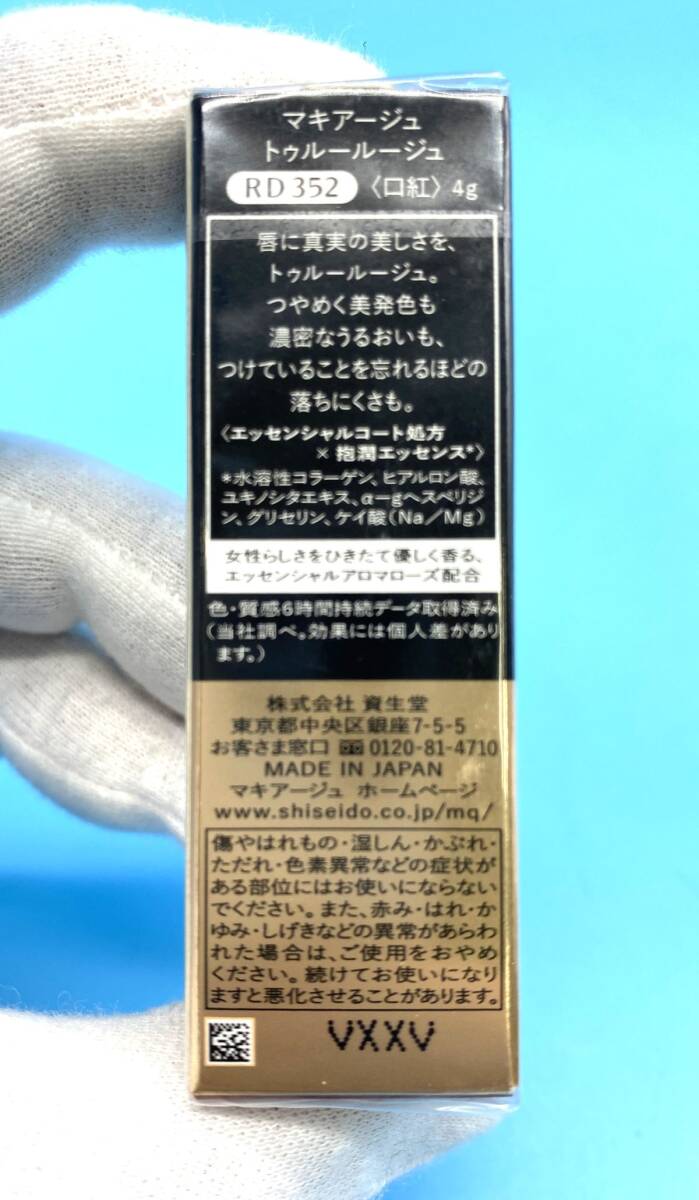 マキアージュ
トゥルールージュ
RD 352 〈口紅〉 4g
唇に真実の美しさを、
トゥルールージュ。
つやめく美発色も
濃密なうるおいも、
つけていることを忘れるほどの
落ちにくさも。
〈エッセンシャルコート処方
×抱潤エッセンス*〉
*水溶性コラーゲン、ヒアルロン酸、
ユキノシタエキス、α-gヘスペリジ
ン、グリセリン、ケイ酸(Na/Mg)
女性らしさをひきたて優しく香る、
エッセンシャルアロマローズ配合
色・質感6時間持続データ取得済み
(当社調べ。効果には個人差があり
ます。)
株式会社 資生堂
東京都中央区銀座7-5-5
お客さま窓口 0120-81-4710
MADE IN JAPAN
マキアージュ ホームページ
www.shiseido.co.jp/mq/
傷やはれもの・湿しん・かぶれ・
ただれ・色素異常などの症状が
ある部位にはお使いにならない
でください。また、赤み・はれ・か
ゆみ・しげきなどの異常があらわ
れた場合は、ご使用をおやめ
ください。続けてお使いになり
ますと悪化させることがあります。
VXXV